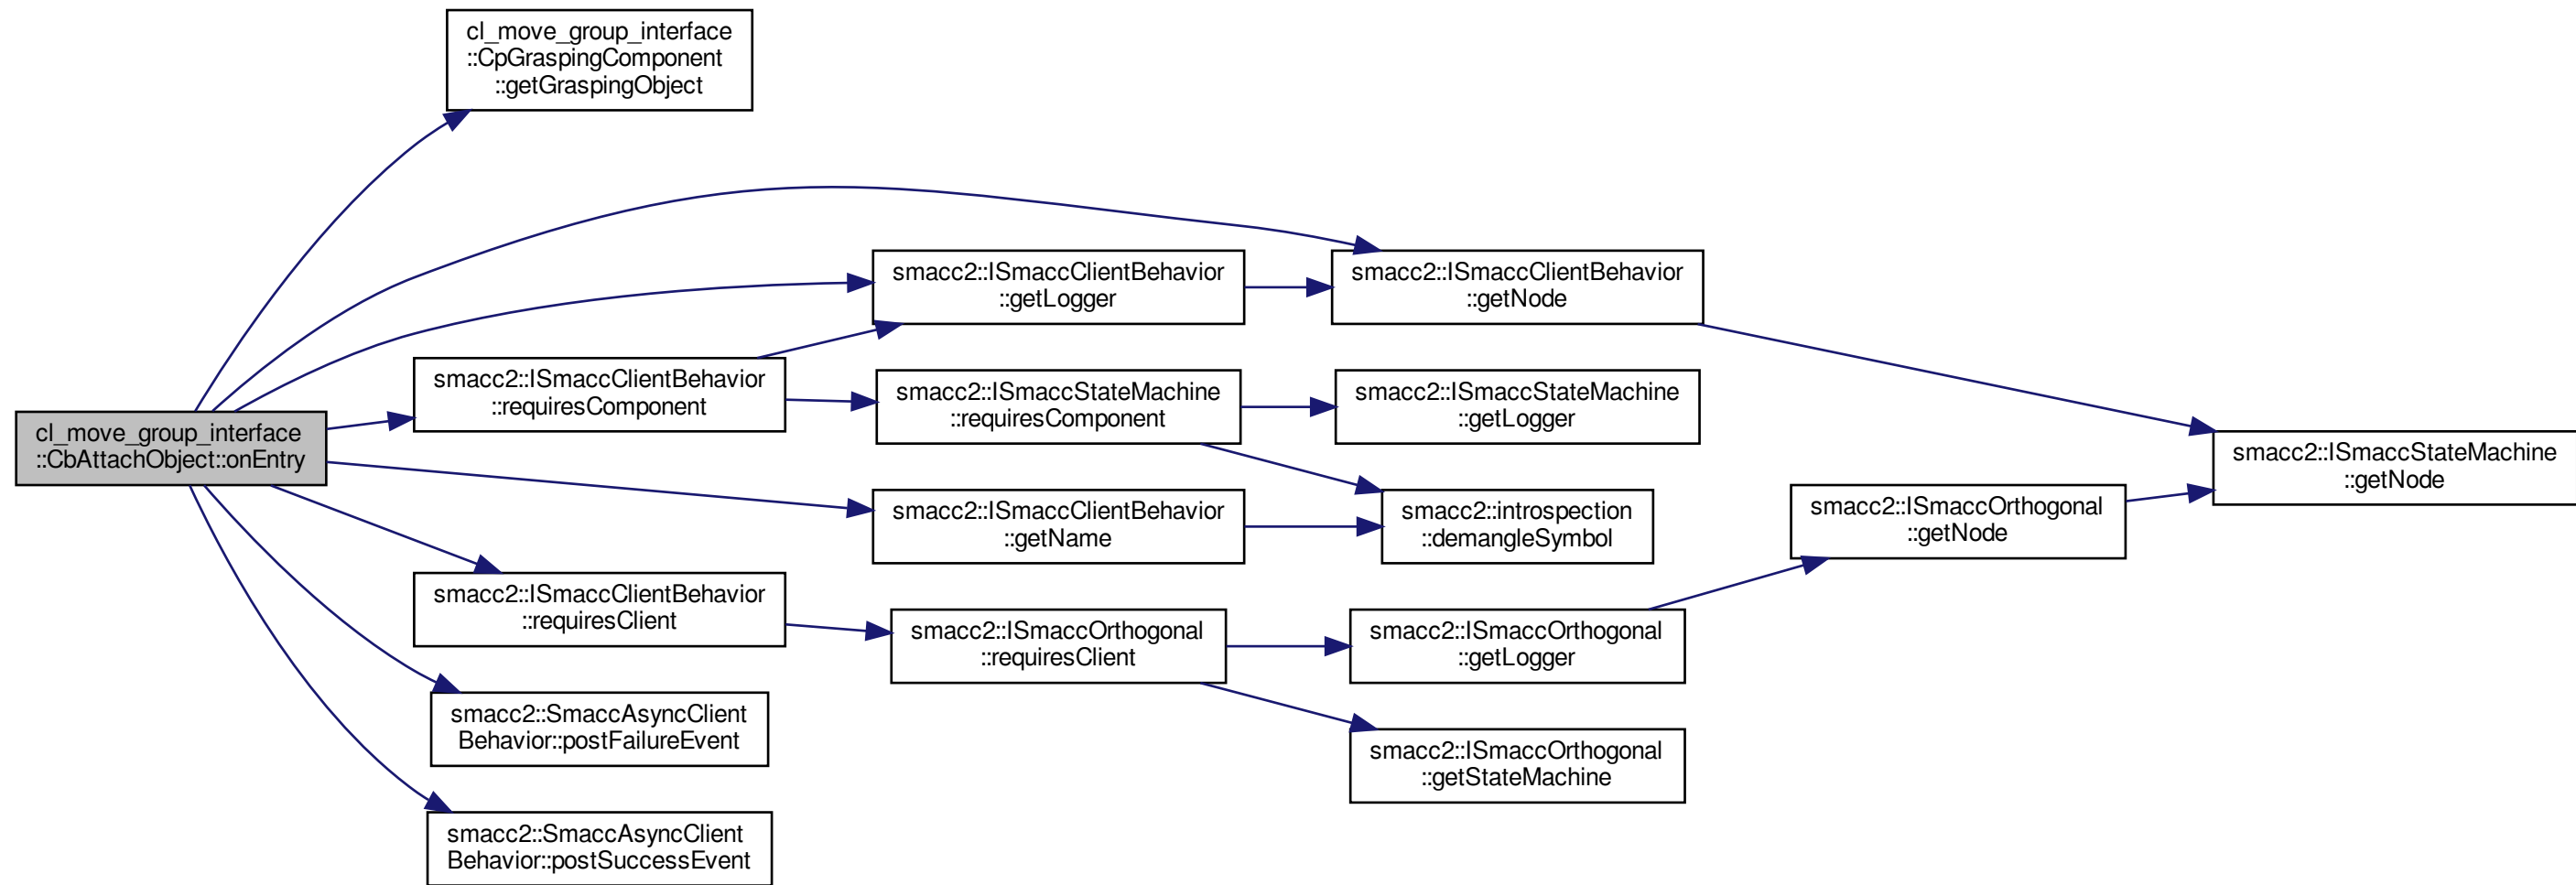 cl_move_group_interface
::CpGraspingComponent
::getGraspingObject
smacc2::ISmaccClientBehavior
::getLogger
smacc2::ISmaccClientBehavior
::getNode
smacc2::ISmaccClientBehavior
::requiresComponent
smacc2::ISmaccStateMachine
::requiresComponent
smacc2::ISmaccStateMachine
::getLogger
cl_move_group_interface
::CbAttachObject::onEntry
smacc2::ISmaccStateMachine
::getNode
smacc2::ISmaccClientBehavior
::getName
smacc2::introspection
::demangleSymbol
smacc2::ISmaccOrthogonal
::getNode
smacc2::ISmaccClientBehavior
::requiresClient
smacc2::ISmaccOrthogonal
::requiresClient
smacc2::ISmaccOrthogonal
::getLogger
smacc2::SmaccAsyncClient
Behavior::postFailureEvent
smacc2::ISmaccOrthogonal
::getStateMachine
smacc2::SmaccAsyncClient
Behavior::postSuccessEvent